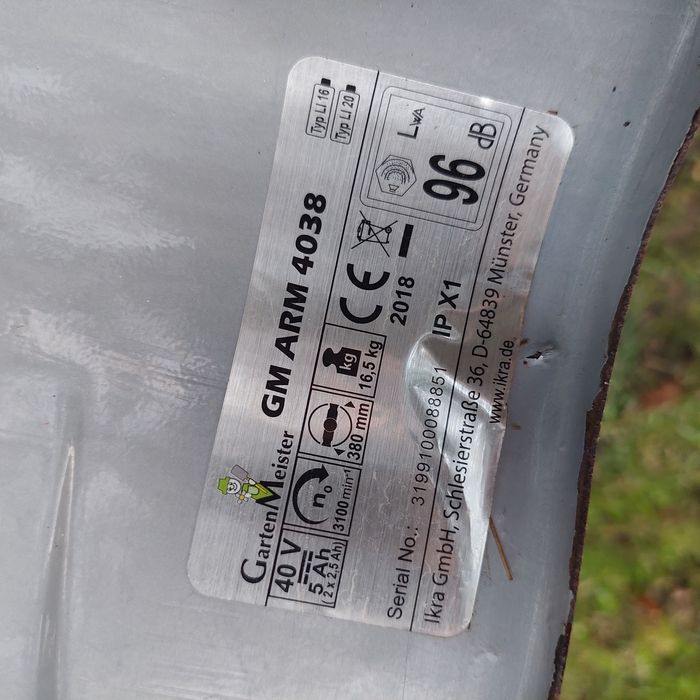 GartenMeister
GM ARM 4038
Typ LI 16
Typ LI 20
40 V
5 Ah
(2 x 2,5 Ah)
n₀
3100 min⁻¹
380 mm
kg
16,5 kg
CE
2018
LWA
96 dB
Serial No.: 3199100088851
IP X1
Ikra GmbH, Schlesierstraße 36, D-64839 Münster, Germany
www.ikra.de